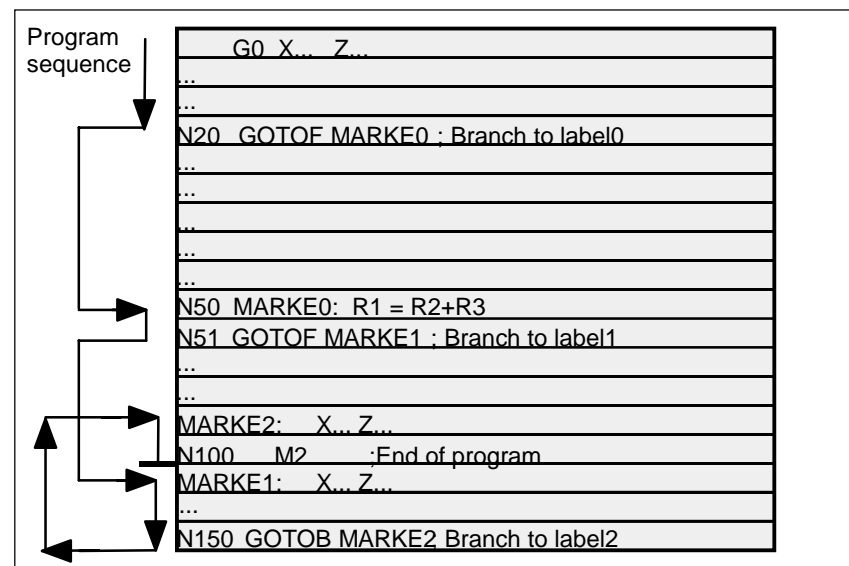 Program
sequence
G0 X... Z...
...
...
N20 GOTOF MARKE0 ; Branch to label0
...
...
...
...
...
N50 MARKE0: R1 = R2+R3
N51 GOTOF MARKE1 ; Branch to label1
...
...
MARKE2: X... Z...
N100 M2 ;End of program
MARKE1: X... Z...
...
N150 GOTOB MARKE2 Branch to label2